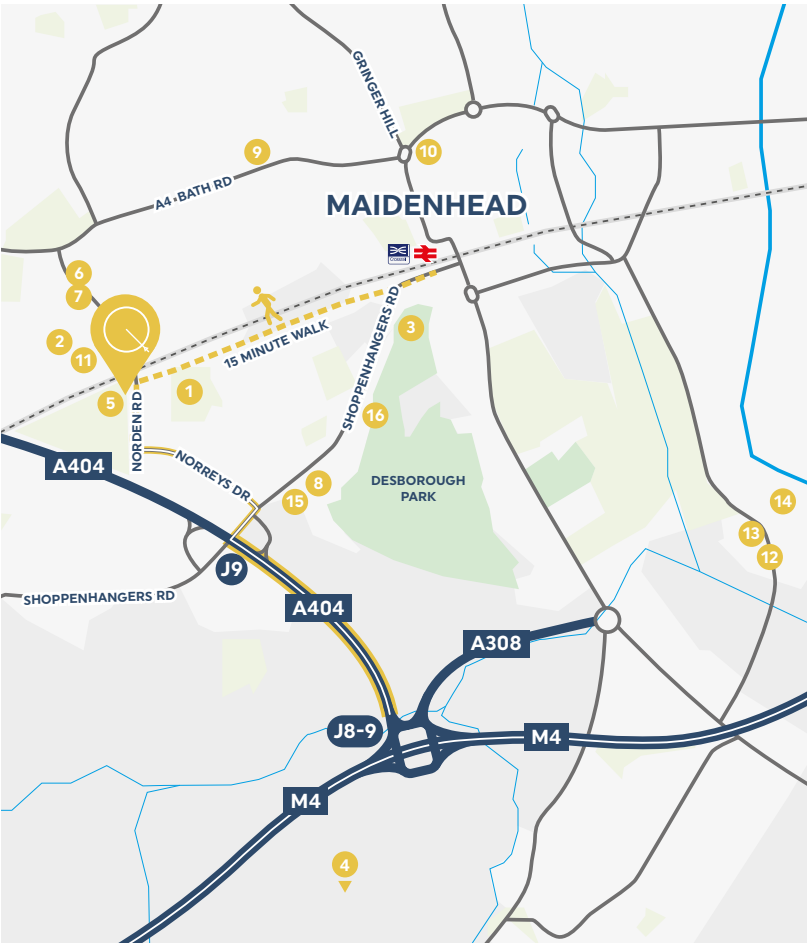 GRINGER HILL
9
10
A4 - BATH RD
MAIDENHEAD
Crossrail
6
7
2
11
3
15 MINUTE WALK
SHOPPENHANGERS RD
1
5
16
NORDEN RD
A404
NORREYS DR
8
15
DESBOROUGH
PARK
14
13
12
J9
SHOPPENHANGERS RD
A404
A308
J8-9
M4
M4
4